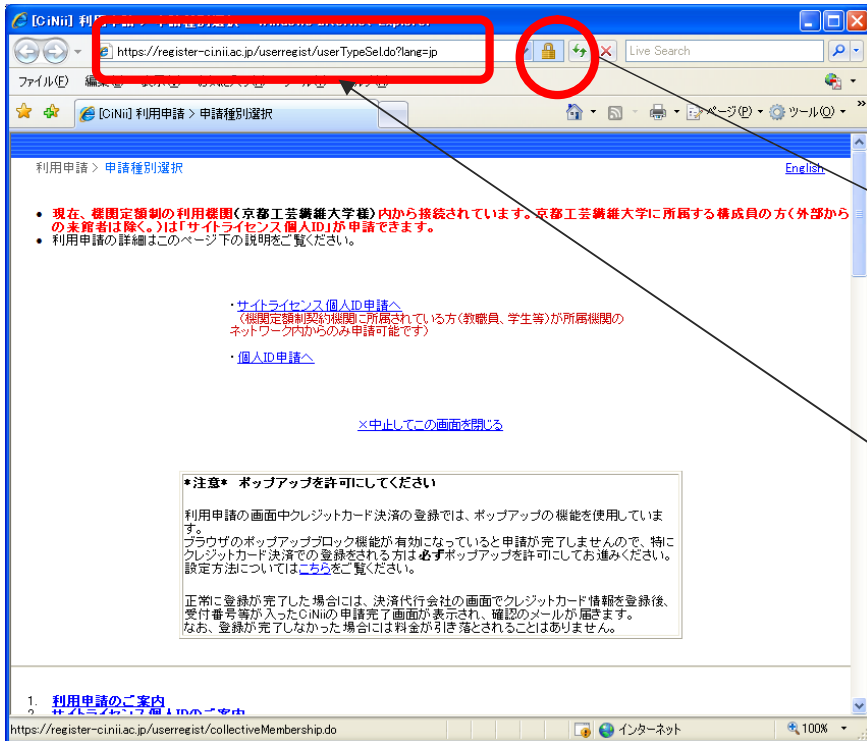 [CiNii] 利用申請 > 申請種別選択 - Windows Internet Explorer
https://register-ci.nii.ac.jp/userregist/userTypeSel.do?lang=jp
Live Search
ファイル(F)
[CiNii] 利用申請 > 申請種別選択
ページ(P)
ツール(O)
利用申請 > 申請種別選択
English
• 現在、機関定額制の利用機関(京都工芸繊維大学様)内から接続されています。京都工芸繊維大学に所属する構成員の方(外部から
の来館者は除く。)は「サイトライセンス個人ID」が申請できます。
• 利用申請の詳細はこのページ下の説明をご覧ください。
・サイトライセンス個人ID申請へ
(機関定額制契約機関に所属されている方(教職員、学生等)が所属機関の
ネットワーク内からのみ申請可能です)
・個人ID申請へ
×中止してこの画面を閉じる
*注意* ポップアップを許可にしてください
利用申請の画面中クレジットカード決済の登録では、ポップアップの機能を使用していま
す。
ブラウザのポップアップブロック機能が有効になっていると申請が完了しませんので、特に
クレジットカード決済での登録をされる方は必ずポップアップを許可にしてお進みください。
設定方法についてはこちらをご覧ください。
正常に登録が完了した場合には、決済代行会社の画面でクレジットカード情報を登録後、
受付番号等が入ったCiNiiの申請完了画面が表示され、確認のメールが届きます。
なお、登録が完了しなかった場合には料金が引き落とされることはありません。
1. 利用申請のご案内
2. サイトライセンス個人IDのご案内
https://register-ci.nii.ac.jp/userregist/collectiveMembership.do
インターネット
100%